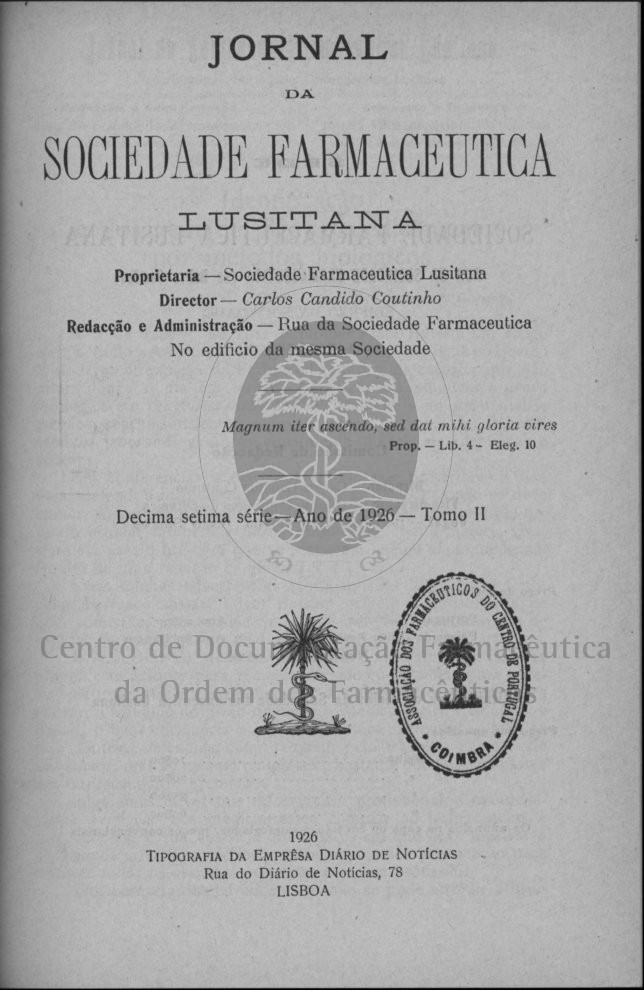 JORNAL
DA
SOCIEDADE FARMACEUTICA
LUSITANA
Proprietaria — Sociedade Farmaceutica Lusitana
Director — Carlos Candido Coutinho
Redacção e Administração — Rua da Sociedade Farmaceutica
No edificio da mesma Sociedade
Magnum iter ascendo, sed dat mihi gloria vires
Prop. — Lib. 4 - Eleg. 10
Decima setima série — Ano de 1926 — Tomo II
Centro de Documentação Farmacêutica
da Ordem dos Farmacêuticos
ASSOCIAÇÃO DOS FARMACEUTICOS DO CENTRO DE PORTUGAL
COIMBRA
1926
TIPOGRAFIA DA EMPRÊSA DIÁRIO DE NOTÍCIAS
Rua do Diário de Notícias, 78
LISBOA